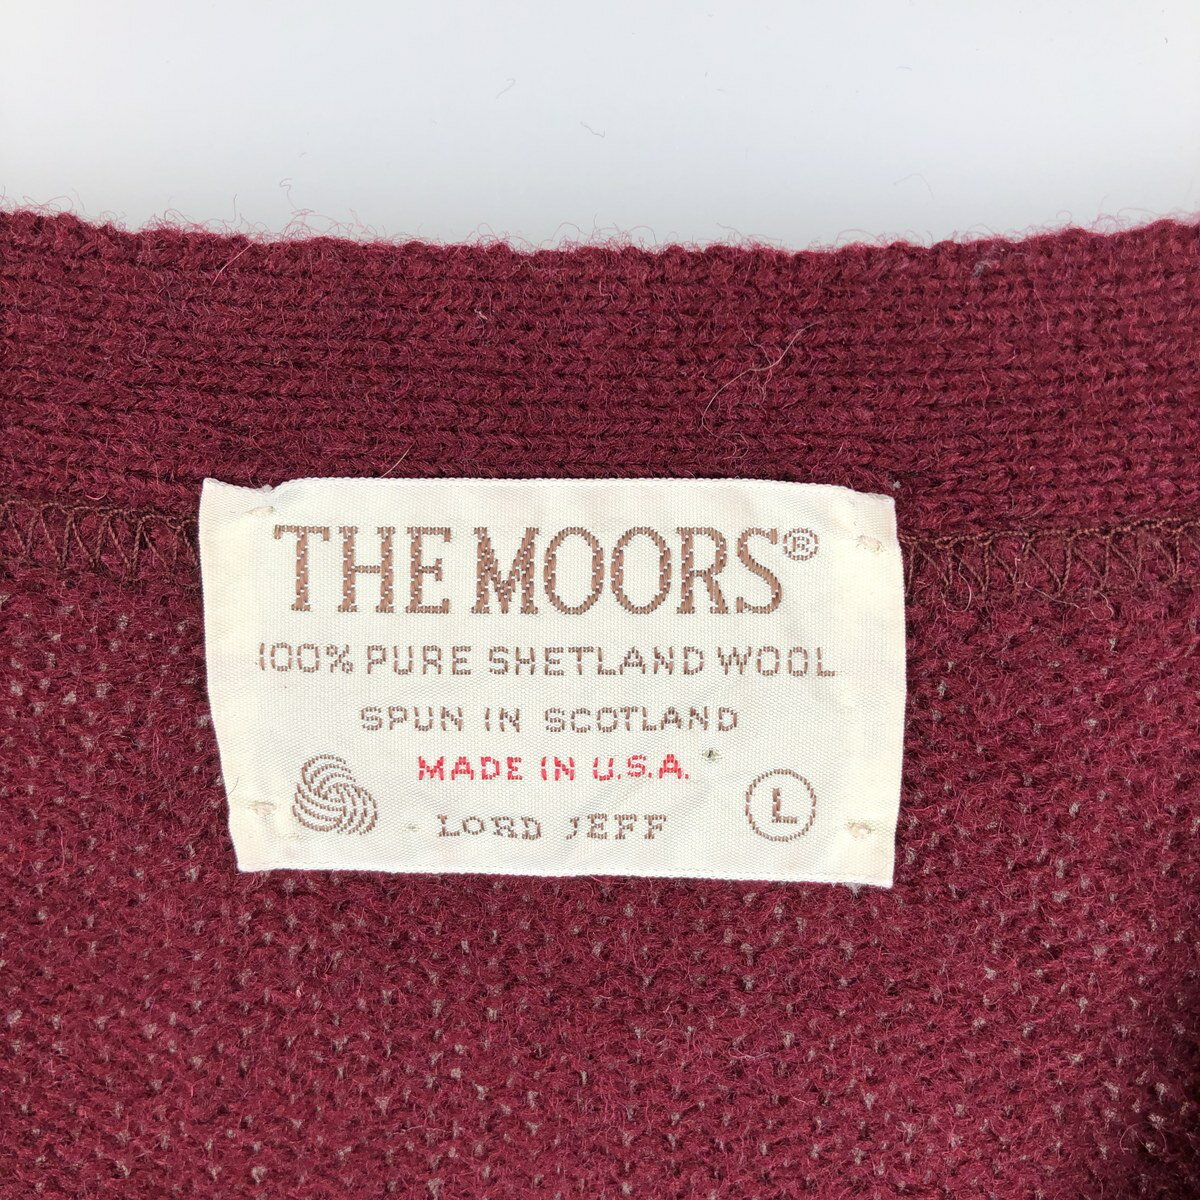 THE MOORS®
100% PURE SHETLAND WOOL
SPUN IN SCOTLAND
MADE IN U.S.A.
LORD JEFF
L